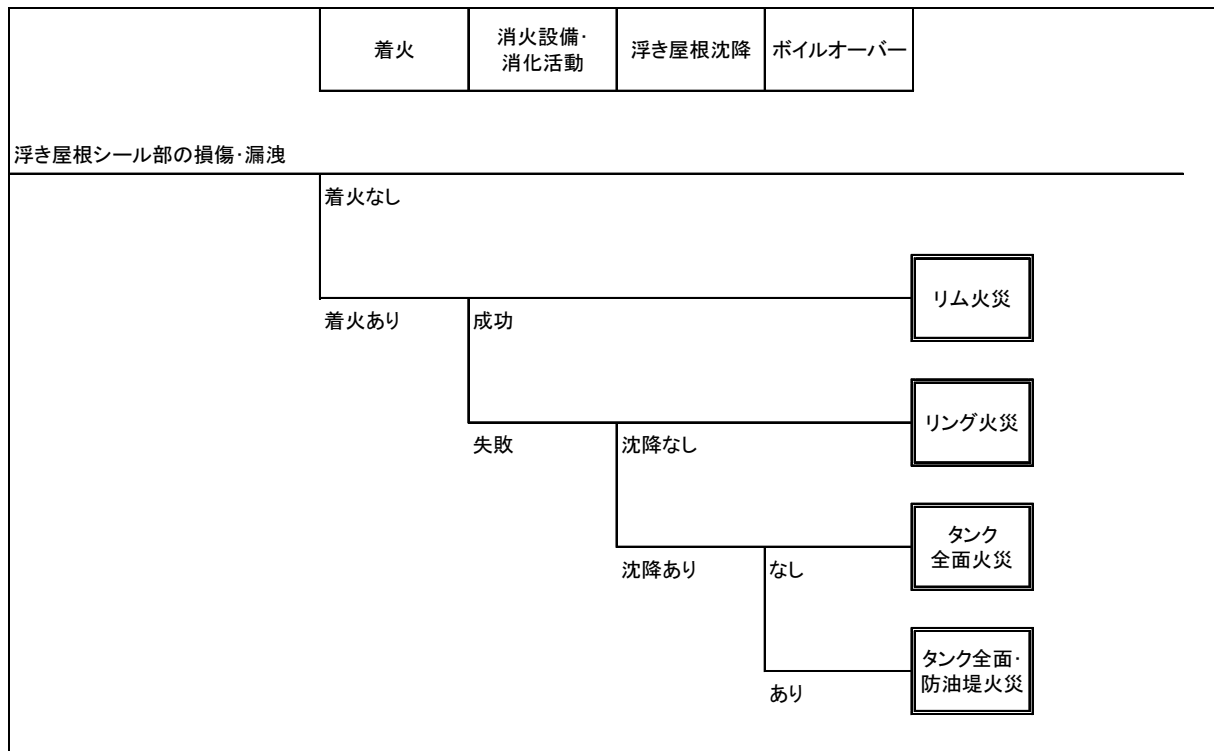 着火
消火設備・
消化活動
浮き屋根沈降
ボイルオーバー
浮き屋根シール部の損傷・漏洩
着火なし
リム火災
着火あり
成功
リング火災
失敗
沈降なし
タンク
全面火災
沈降あり
なし
タンク全面・
防油堤火災
あり